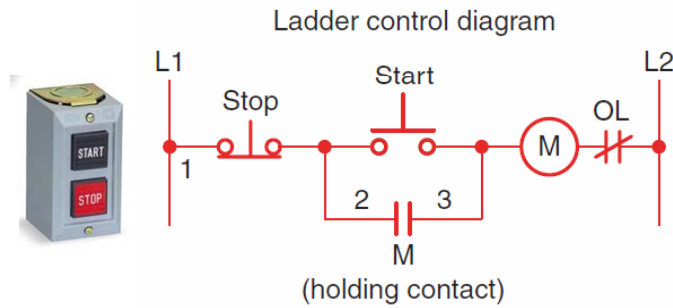 Ladder control diagram
L1
L2
Start
Stop
OL
M
1
2
3
M
(holding contact)
START
STOP